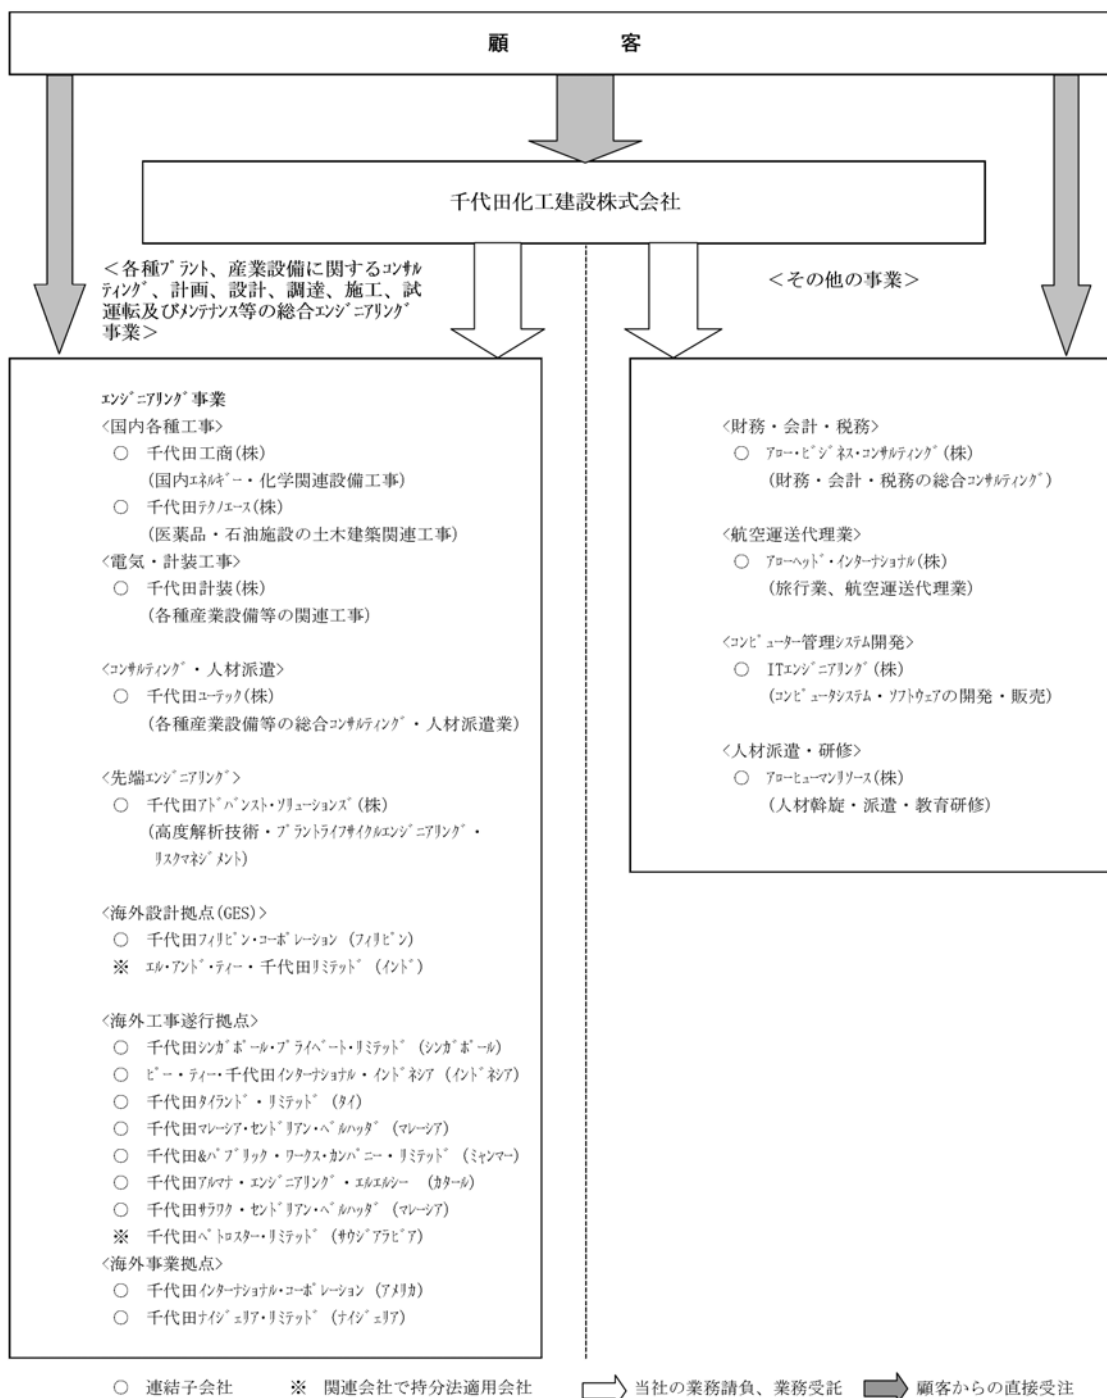 顧 客
千代田化工建設株式会社
＜各種プラント、産業設備に関するコンサル
ティング、計画、設計、調達、施工、試
運転及びメンテナンス等の総合エンジニアリング
事業＞
＜その他の事業＞
エンジニアリング事業
<国内各種工事>
○ 千代田工商(株)
(国内エネルギー・化学関連設備工事)
○ 千代田テクノエース(株)
(医薬品・石油施設の土木建築関連工事)
<電気・計装工事>
○ 千代田計装(株)
(各種産業設備等の関連工事)
<コンサルティング・人材派遣>
○ 千代田ユーテック(株)
(各種産業設備等の総合コンサルティング・人材派遣業)
<先端エンジニアリング>
○ 千代田アドバンスト・ソリューションズ(株)
(高度解析技術・プラントライフサイクルエンジニアリング・
リスクマネジメント)
<海外設計拠点(GES)>
○ 千代田フィリピン・コーポレーション (フィリピン)
※ エル・アンド・ティー・千代田リミテッド (インド)
<海外工事遂行拠点>
○ 千代田シンガポール・プライベート・リミテッド (シンガポール)
○ ピー・ティー・千代田インターナショナル・インドネシア (インドネシア)
○ 千代田タイランド・リミテッド (タイ)
○ 千代田マレーシア・センドリアン・ベルハッダ (マレーシア)
○ 千代田&パブリック・ワークス・カンパニー・リミテッド (ミャンマー)
○ 千代田アルマナ・エンジニアリング・エルエルシー (カタール)
○ 千代田サラワク・センドリアン・ベルハッダ (マレーシア)
※ 千代田ペトロスター・リミテッド (サウジアラビア)
<海外事業拠点>
○ 千代田インターナショナル・コーポレーション (アメリカ)
○ 千代田ナイジェリア・リミテッド (ナイジェリア)
<財務・会計・税務>
○ アロー・ビジネス・コンサルティング(株)
(財務・会計・税務の総合コンサルティング)
<航空運送代理業>
○ アローヘッド・インターナショナル(株)
(旅行業、航空運送代理業)
<コンピューター管理システム開発>
○ ITエンジニアリング(株)
(コンピュータシステム・ソフトウェアの開発・販売)
<人材派遣・研修>
○ アローヒューマンリソース(株)
(人材斡旋・派遣・教育研修)
○ 連結子会社 ※ 関連会社で持分法適用会社 当社の業務請負、業務受託 顧客からの直接受注